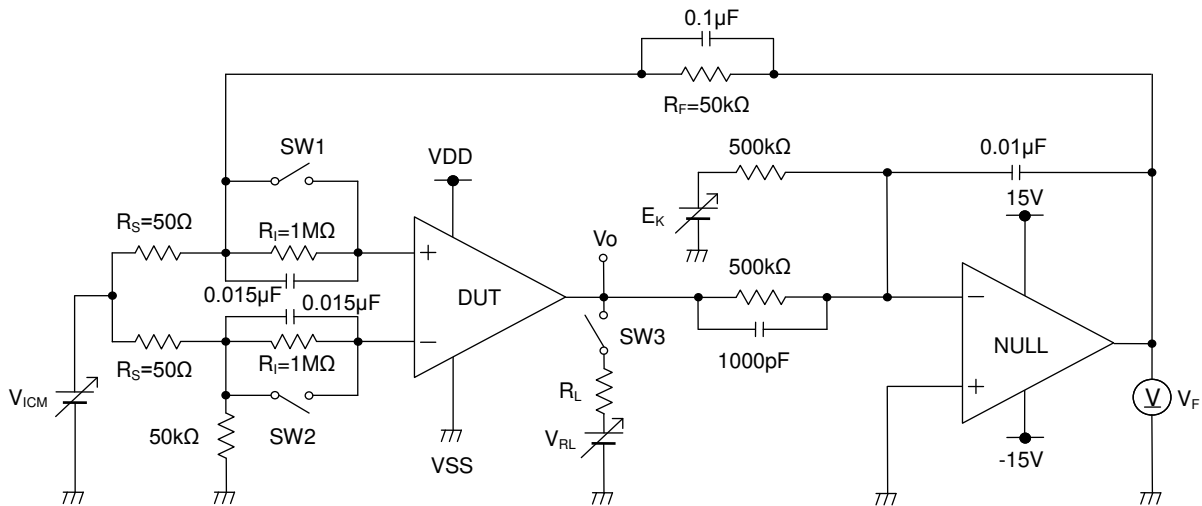 0.1μF
R_F=50kΩ
SW1
VDD
500kΩ
0.01μF
15V
R_S=50Ω
R_I=1MΩ
E_K
Vo
+
0.015μF
0.015μF
DUT
500kΩ
−
R_S=50Ω
R_I=1MΩ
−
SW3
1000pF
NULL
V_ICM
R_L
+
V
V_F
50kΩ
SW2
V_RL
VSS
-15V